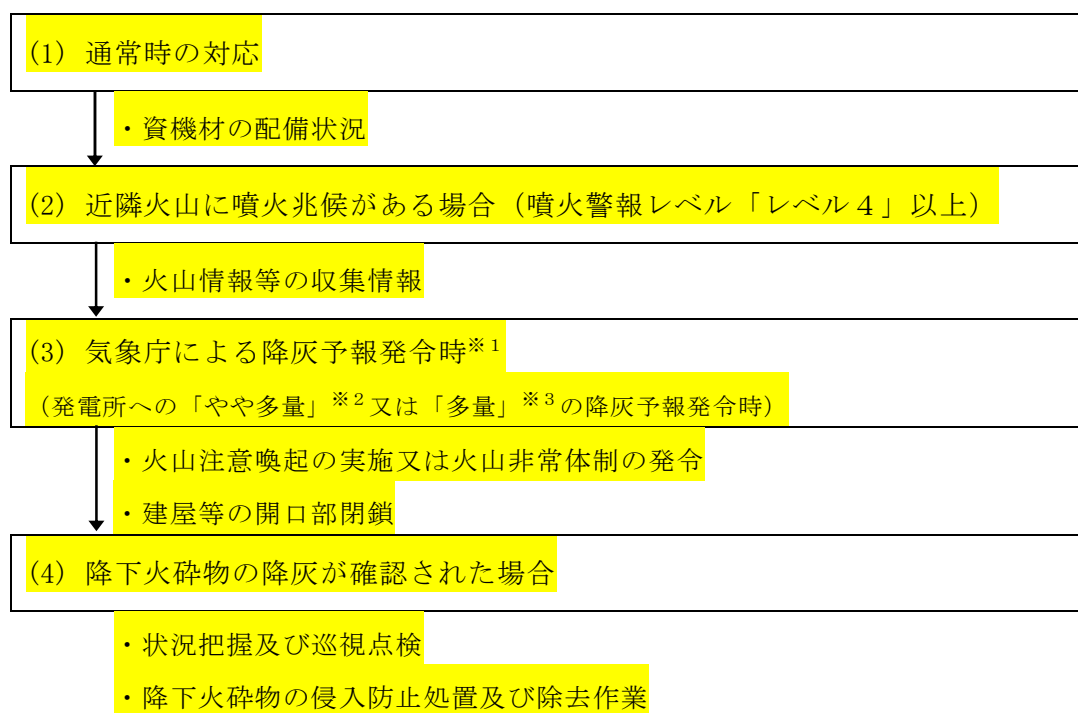 (1) 通常時の対応
・資機材の配備状況
(2) 近隣火山に噴火兆候がある場合（噴火警報レベル「レベル４」以上）
・火山情報等の収集情報
(3) 気象庁による降灰予報発令時※１
（発電所への「やや多量」※２又は「多量」※３の降灰予報発令時）
・火山注意喚起の実施又は火山非常体制の発令
・建屋等の開口部閉鎖
(4) 降下火砕物の降灰が確認された場合
・状況把握及び巡視点検
・降下火砕物の侵入防止処置及び除去作業